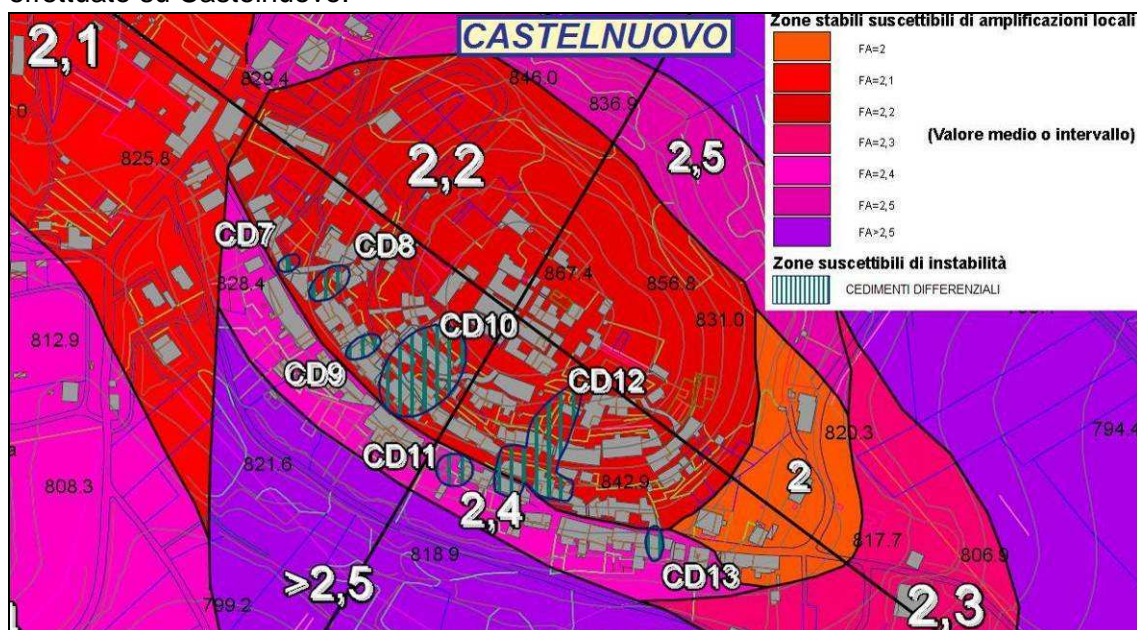 effettuate su Castelnuovo.
CASTELNUOVO
Zone stabili suscettibili di amplificazioni locali
FA=2
FA=2,1
FA=2,2
FA=2,3
(Valore medio o intervallo)
FA=2,4
FA=2,5
FA>2,5
Zone suscettibili di instabilità
CEDIMENTI DIFFERENZIALI
2,1
829.4
846.0
836.9
825.8
2,2
2,5
CD7
CD8
828.4
867.4
856.8
831.0
812.9
CD10
CD9
CD12
820.3
794.4
CD11
821.6
808.3
2,4
842.9
2
818.9
817.7
806.9
>2,5
CD13
799.2
2,3